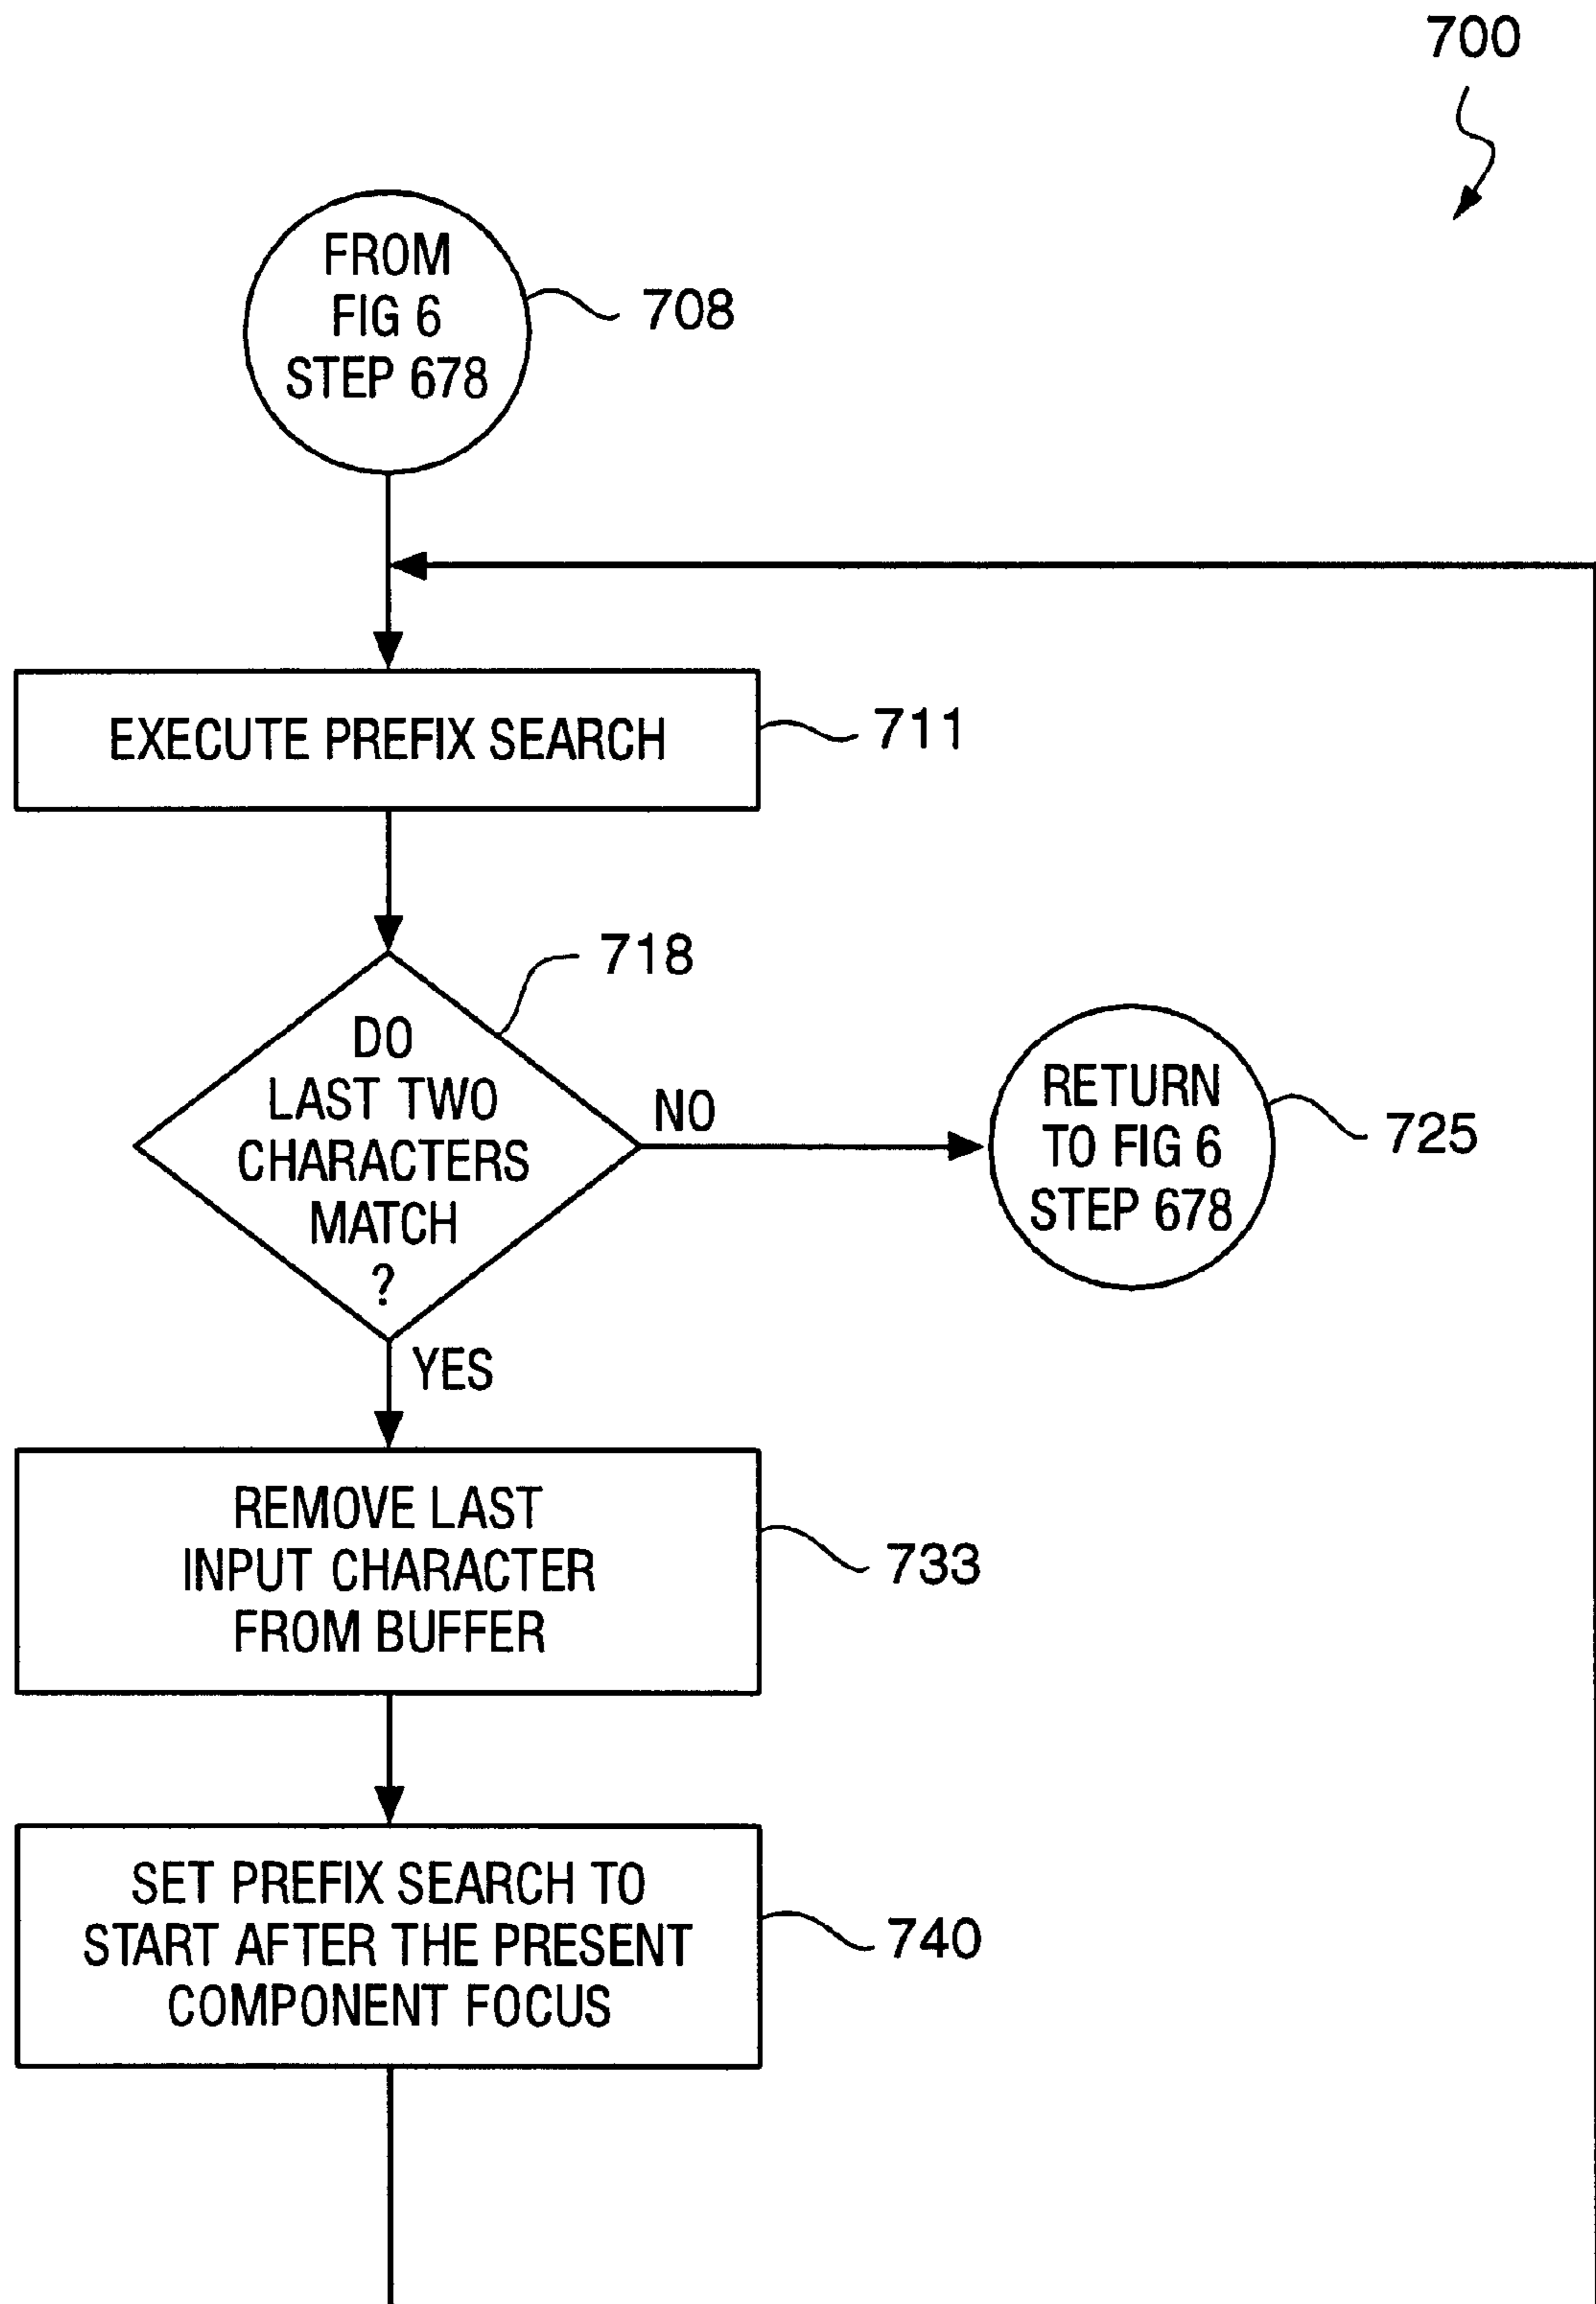 700
FROM
FIG 6
STEP 678
708
EXECUTE PREFIX SEARCH
711
718
DO
LAST TWO
CHARACTERS
MATCH
?
NO
RETURN
TO FIG 6
STEP 678
725
YES
REMOVE LAST
INPUT CHARACTER
FROM BUFFER
733
SET PREFIX SEARCH TO
START AFTER THE PRESENT
COMPONENT FOCUS
740